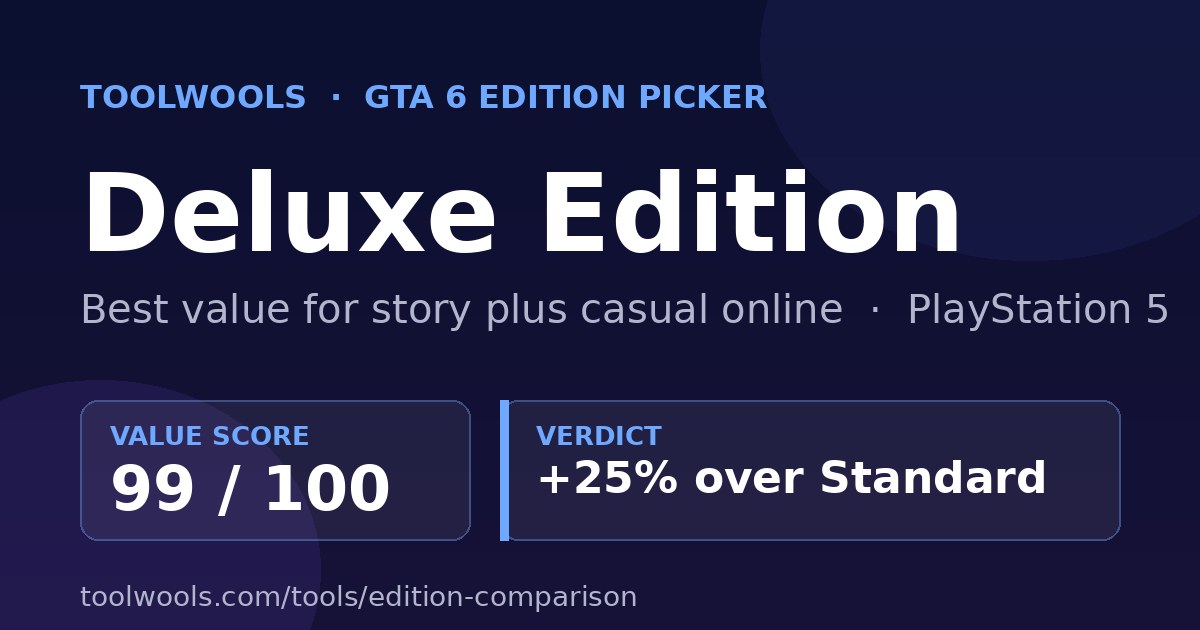 TOOLWOOLS · GTA 6 EDITION PICKER
Deluxe Edition
Best value for story plus casual online · PlayStation 5
VALUE SCORE
99 / 100
VERDICT
+25% over Standard
toolwools.com/tools/edition-comparison